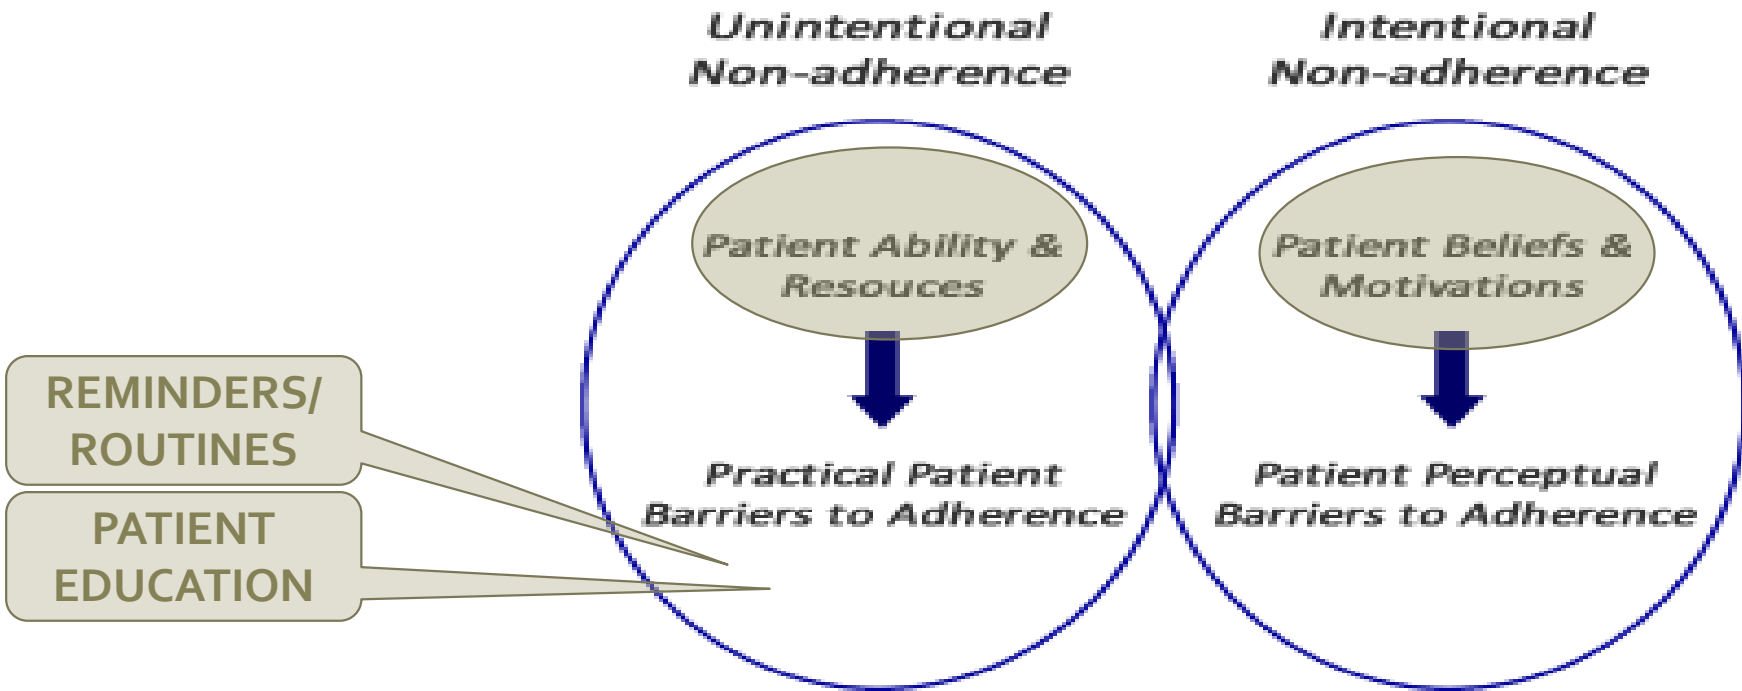 Unintentional
Non-adherence
Intentional
Non-adherence
Patient Ability &
Resouces
Patient Beliefs &
Motivations
REMINDERS/
ROUTINES
PATIENT
EDUCATION
Practical Patient
Barriers to Adherence
Patient Perceptual
Barriers to Adherence